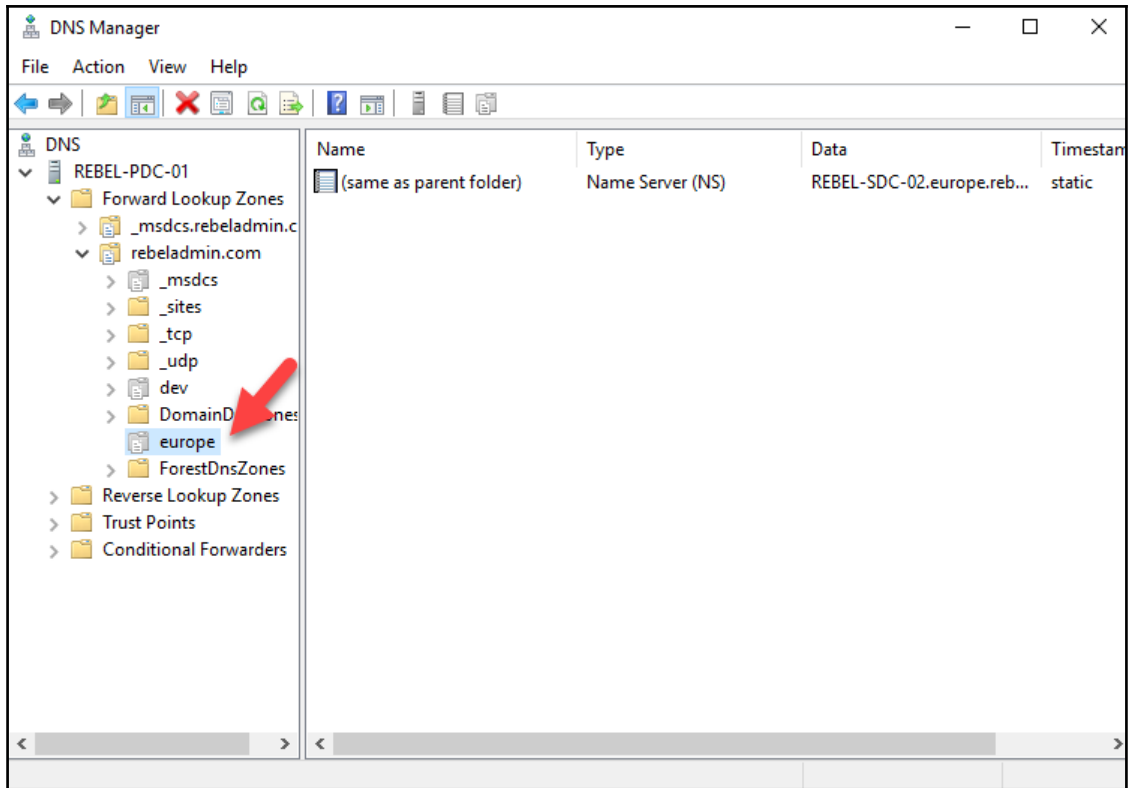 DNS Manager
File Action View Help
DNS
REBEL-PDC-01
Forward Lookup Zones
_msdcs.rebeladmin.c
rebeladmin.com
_msdcs
_sites
_tcp
_udp
dev
DomainD nes
europe
ForestDnsZones
Reverse Lookup Zones
Trust Points
Conditional Forwarders
Name Type Data Timestam
(same as parent folder) Name Server (NS) REBEL-SDC-02.europe.reb... static